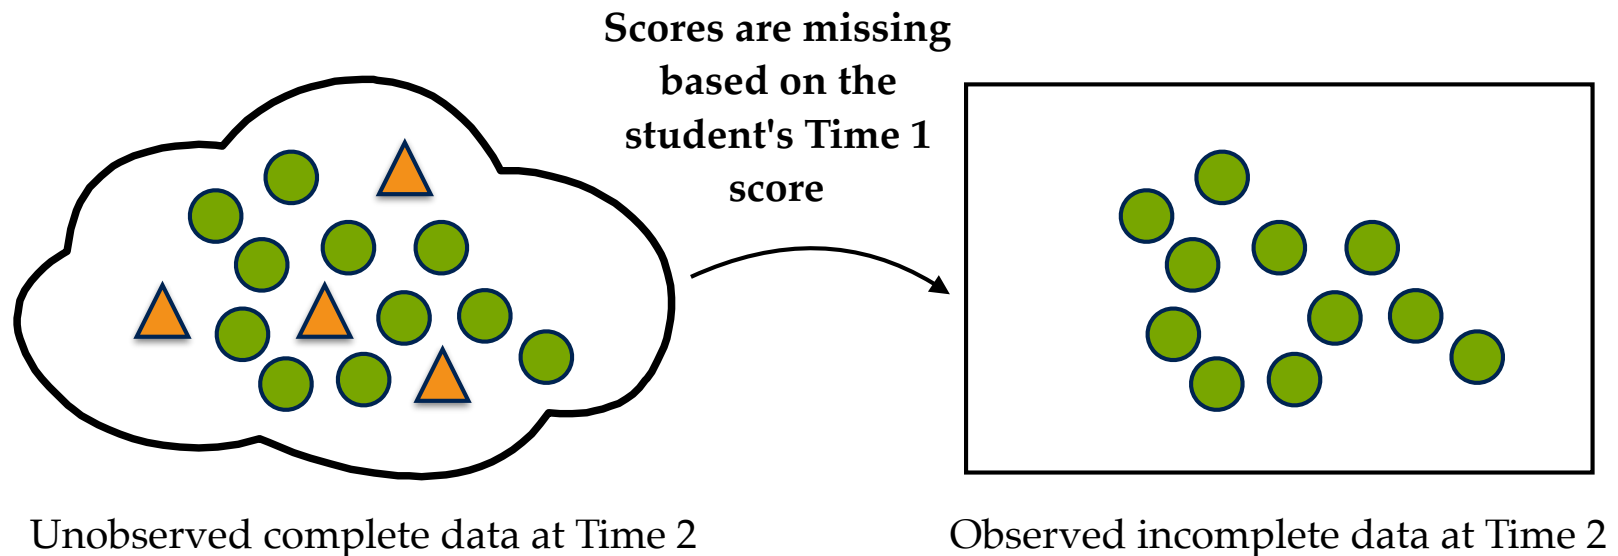 Scores are missing
based on the
student's Time 1
score
Unobserved complete data at Time 2
Observed incomplete data at Time 2